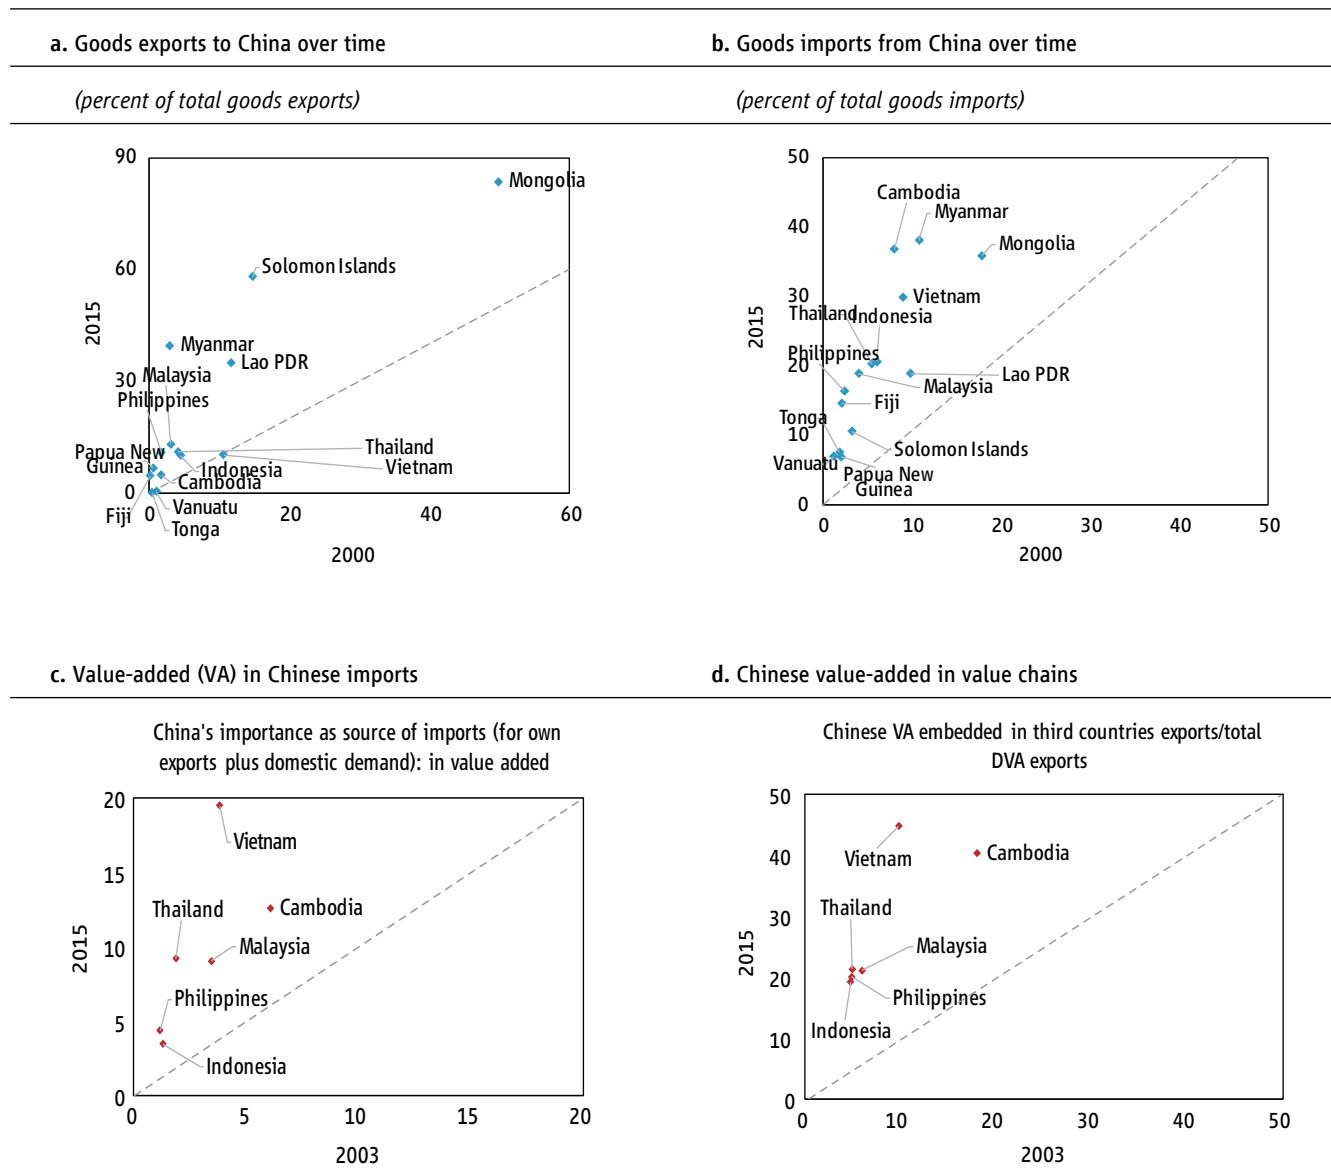 a. Goods exports to China over time
(percent of total goods exports)
90
60
30
0
2015
Mongolia
Solomon Islands
Myanmar
Lao PDR
Malaysia
Philippines
Papua New
Guinea
Thailand
Indonesia
Vietnam
Cambodia
Fiji
Vanuatu
Tonga
0
20
40
60
2000
b. Goods imports from China over time
(percent of total goods imports)
50
40
30
20
10
0
2015
Cambodia
Myanmar
Mongolia
Vietnam
Thailand
Indonesia
Philippines
Lao PDR
Malaysia
Fiji
Tonga
Solomon Islands
Vanuatu
Papua New
Guinea
0
10
20
30
40
50
2000
c. Value-added (VA) in Chinese imports
China's importance as source of imports (for own
exports plus domestic demand): in value added
20
15
10
5
0
2015
Vietnam
Thailand
Cambodia
Malaysia
Philippines
Indonesia
0
5
10
15
20
2003
d. Chinese value-added in value chains
Chinese VA embedded in third countries exports/total
DVA exports
50
40
30
20
10
0
2015
Vietnam
Cambodia
Thailand
Malaysia
Philippines
Indonesia
0
10
20
30
40
50
2003